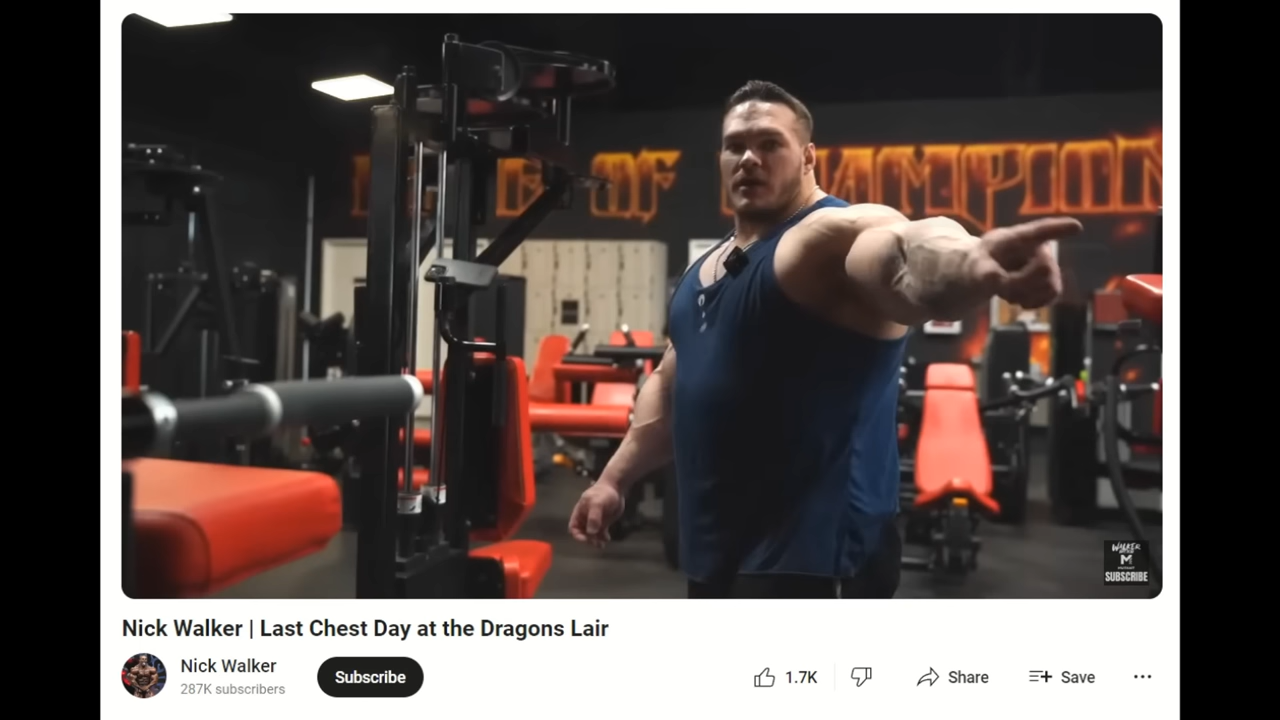 OF
WALKER
M
SUBSCRIBE
Nick Walker | Last Chest Day at the Dragons Lair
Nick Walker
287K subscribers
Subscribe
1.7K
Share
Save